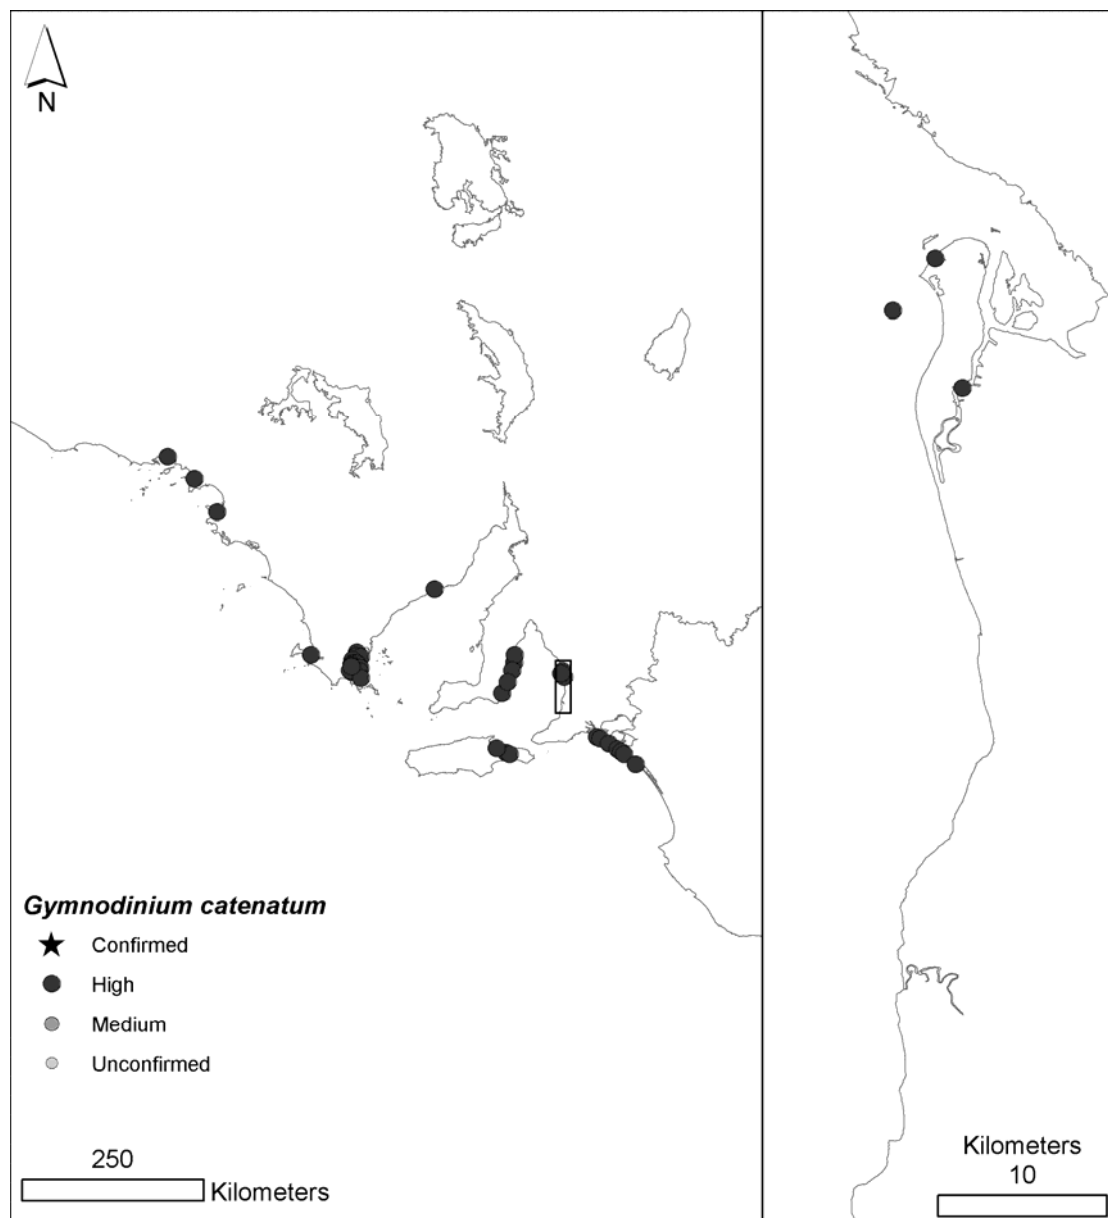 N
Gymnodinium catenatum
Confirmed
High
Medium
Unconfirmed
250
Kilometers
Kilometers
10